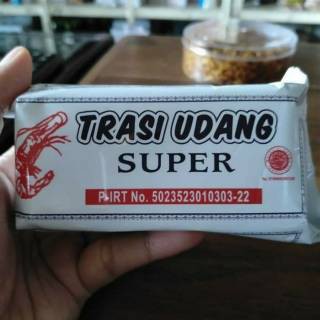 TRASI UDANG
SUPER
P-IRT No. 5023523010303-22